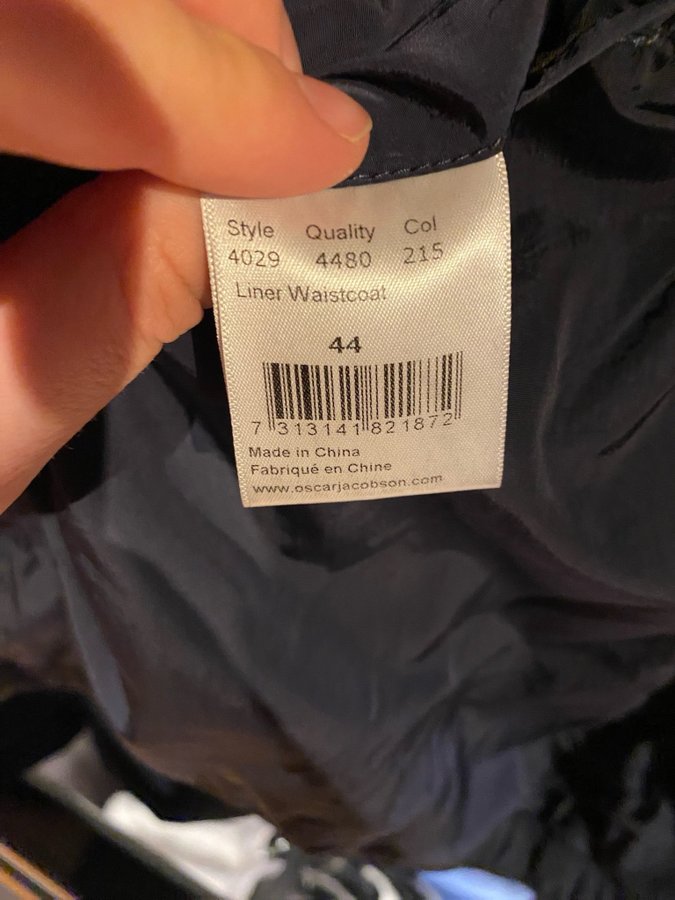 Style Quality Col
4029 4480 215
Liner Waistcoat
44
7 313141 821872
Made in China
Fabriqué en Chine
www.oscarjacobson.com